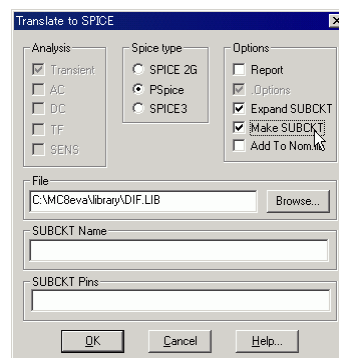 Translate to SPICE
Analysis
Transient
AC
DC
TF
SENS
Spice type
SPICE 2G
PSpice
SPICE3
Options
Report
.Options
Expand SUBCKT
Make SUBCKT
Add To Nom.lib
File
C:\MC8eva\library\DIF.LIB
Browse...
SUBCKT Name
SUBCKT Pins
OK
Cancel
Help...